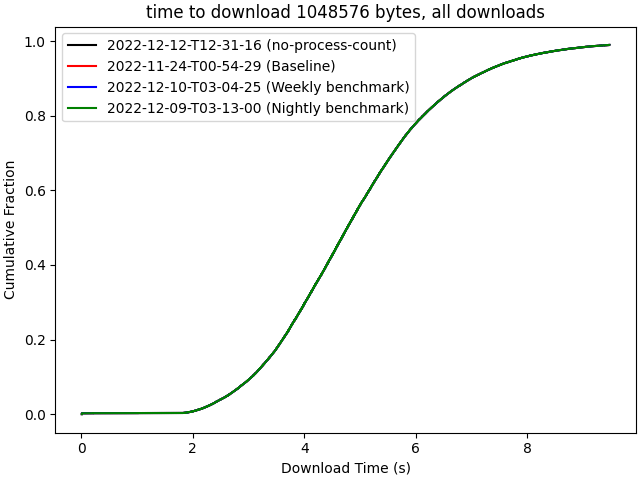 time to download 1048576 bytes, all downloads
1.0
2022-12-12-T12-31-16 (no-process-count)
2022-11-24-T00-54-29 (Baseline)
2022-12-10-T03-04-25 (Weekly benchmark)
2022-12-09-T03-13-00 (Nightly benchmark)
0.8
0.6
Cumulative Fraction
0.4
0.2
0.0
0 2 4 6 8
Download Time (s)